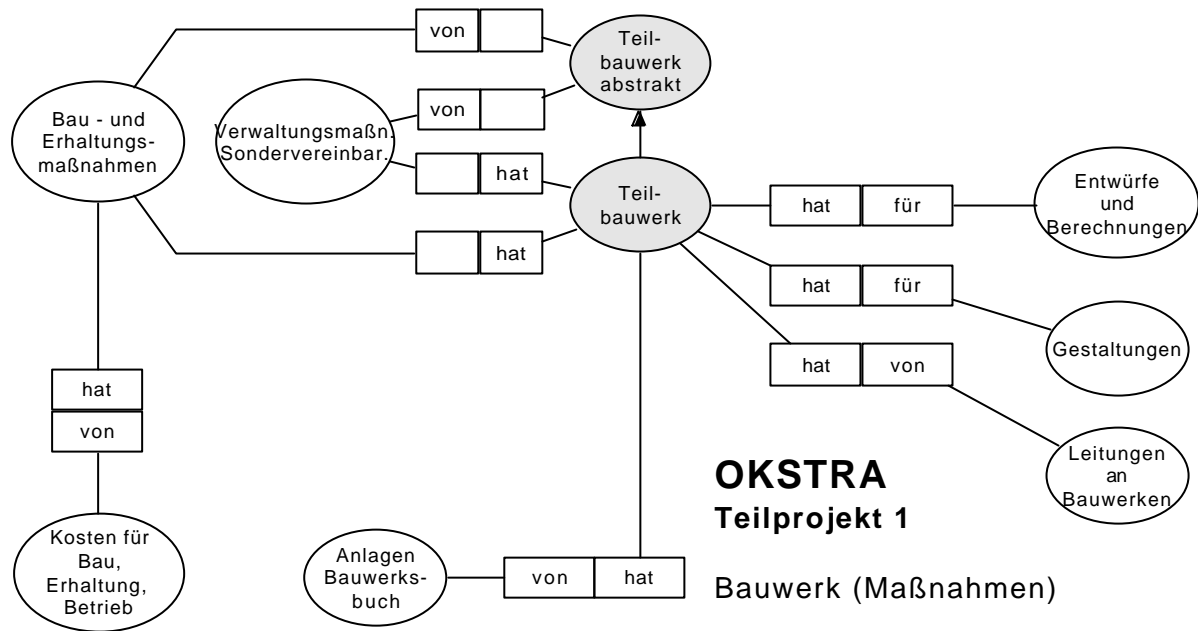 von
Teil-
bauwerk
abstrakt
Bau - und
Erhaltungs-
maßnahmen
von
Verwaltungsmaßn.
Sondervereinbar.
hat
Teil-
bauwerk
hat
für
Entwürfe
und
Berechnungen
hat
hat
für
Gestaltungen
hat
von
hat
von
Leitungen
an
Bauwerken
OKSTRA
Teilprojekt 1
Kosten für
Bau,
Erhaltung,
Betrieb
Anlagen
Bauwerks-
buch
von
hat
Bauwerk (Maßnahmen)